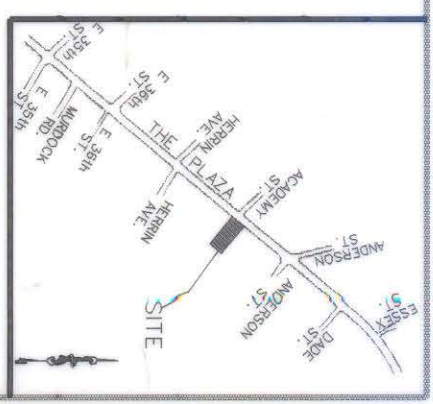 E 35th ST.
E 35th ST
MURDOCK RD.
E 36th ST.
E 36th ST.
THE PLAZA
HERRIN AVE.
HERRIN AVE.
ACADEMY ST.
SITE
ANDERSON ST.
ANDERSON ST.
DADE ST.
ESSEX ST.